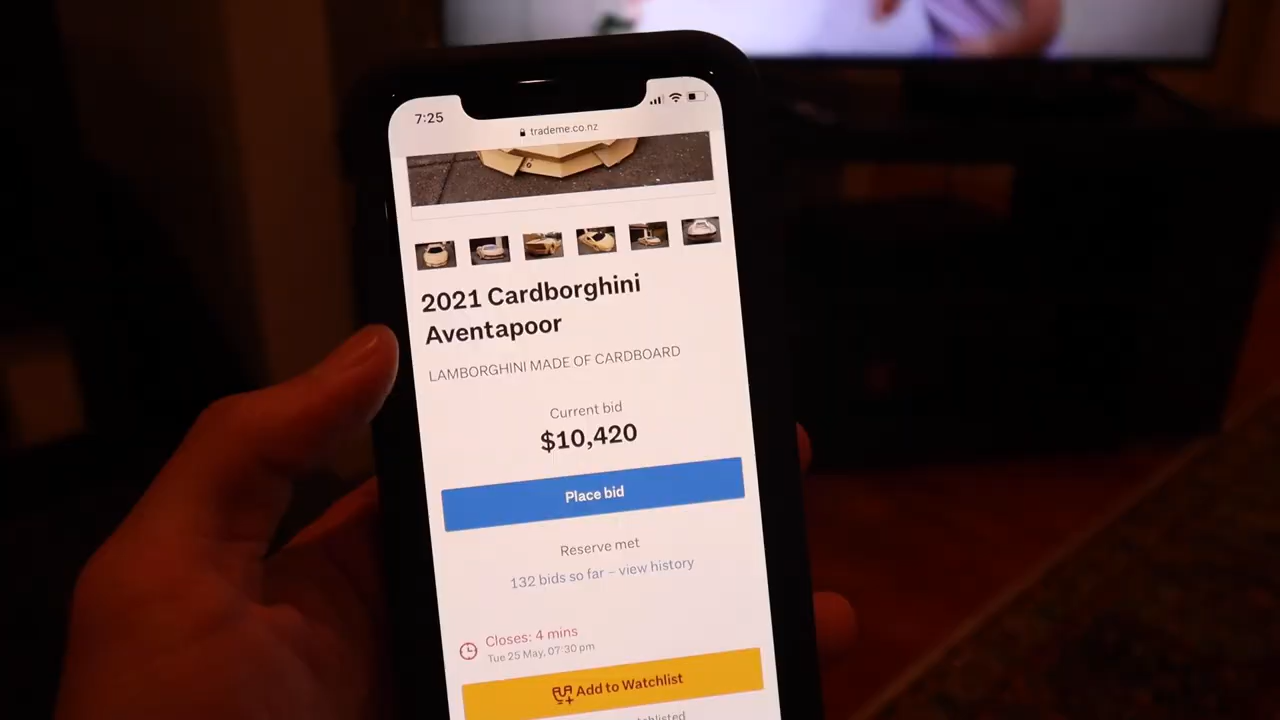 7:25
trademe.co.nz
2021 Cardborghini
Aventapoor
LAMBORGHINI MADE OF CARDBOARD
Current bid
$10,420
Place bid
Reserve met
132 bids so far – view history
Closes: 4 mins
Tue 25 May, 07:30 pm
Add to Watchlist